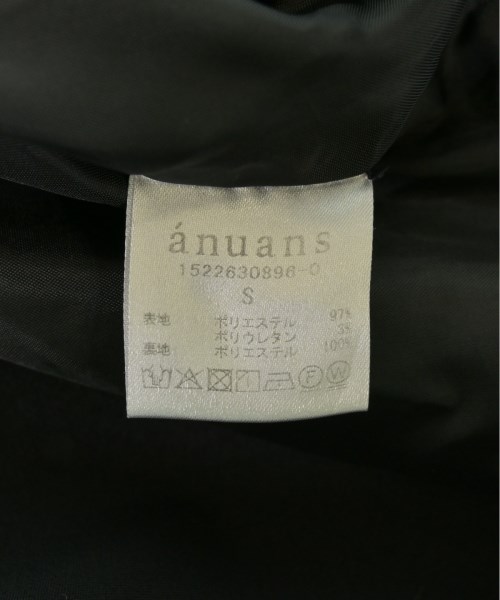 ánuans
1522630896-0
S
表地 ポリエステル 97%
ポリウレタン 3%
裏地 ポリエステル 100%
F W